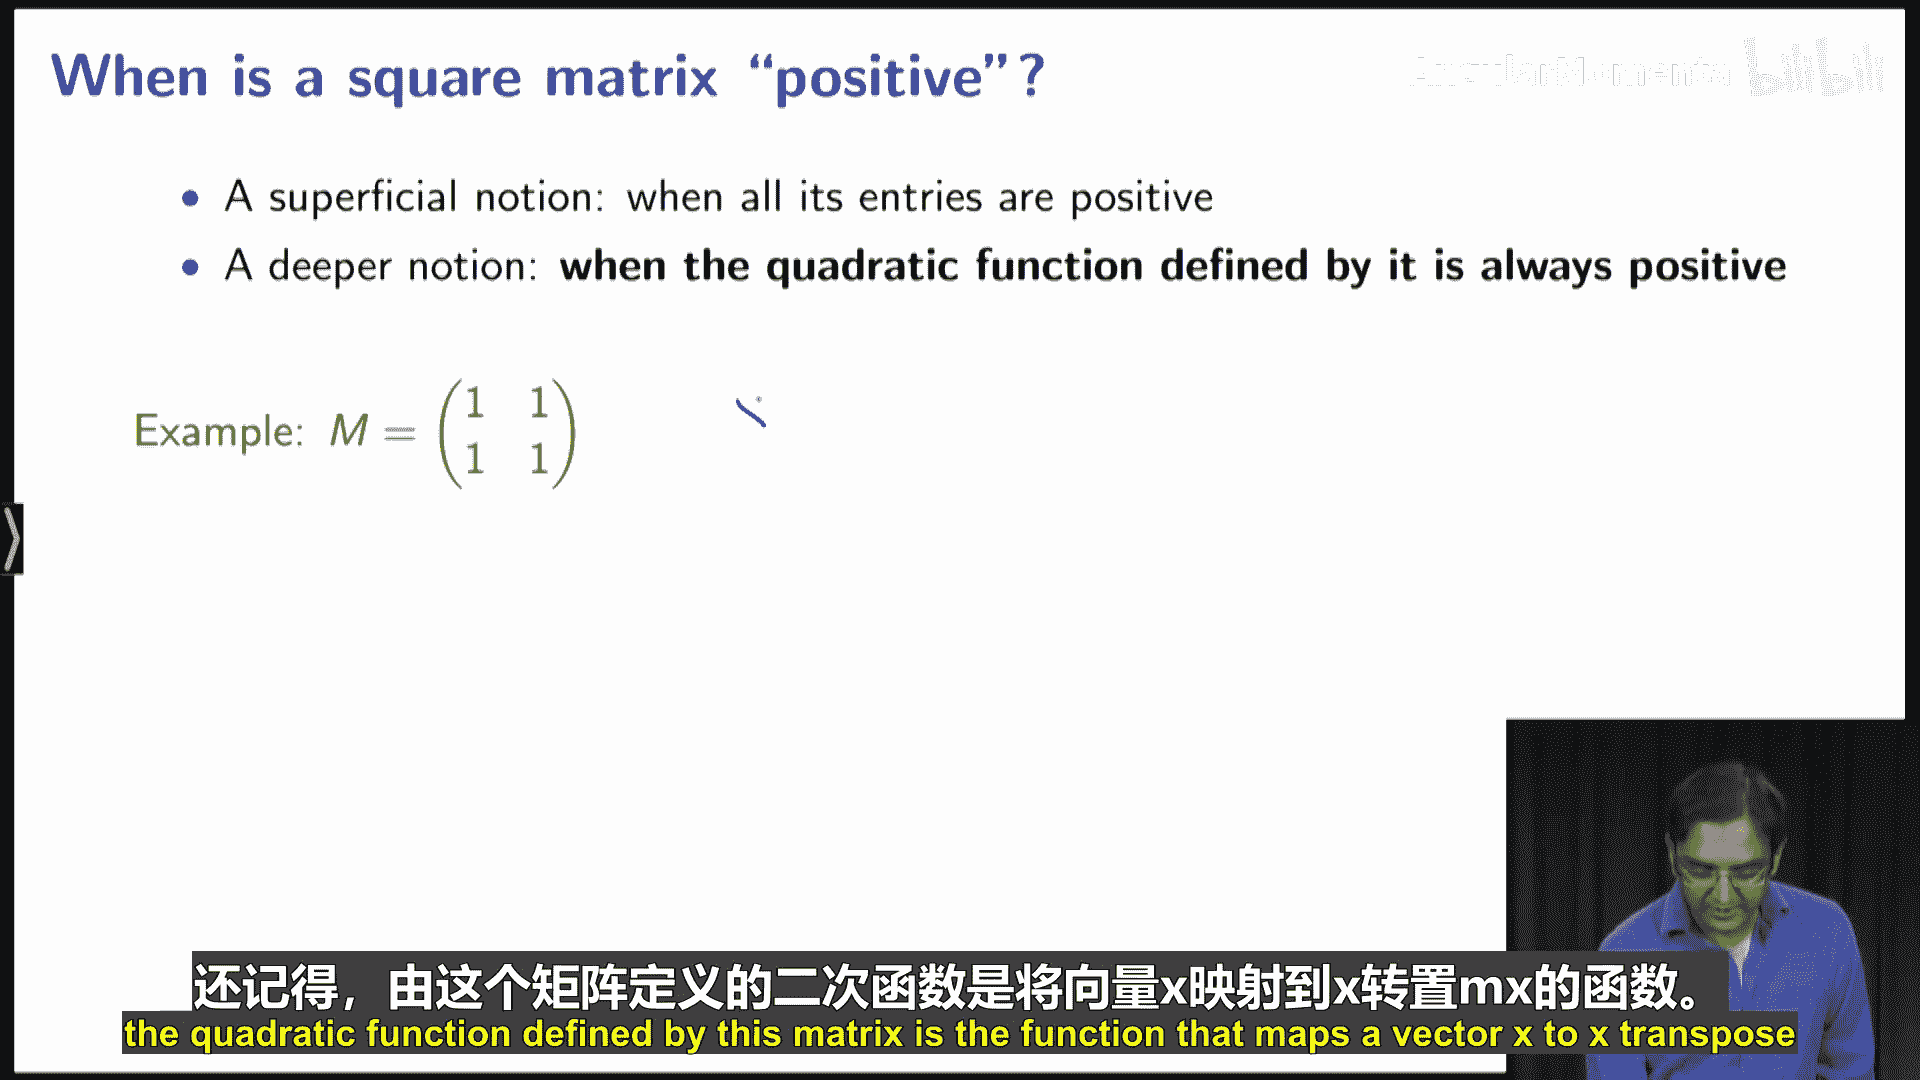 When is a square matrix “positive”?
bilibili
• A superficial notion: when all its entries are positive
• A deeper notion: when the quadratic function defined by it is always positive
Example: M = (1 1
1 1)
还记得，由这个矩阵定义的二次函数是将向量x映射到x转置mx的函数。
the quadratic function defined by this matrix is the function that maps a vector x to x transpose